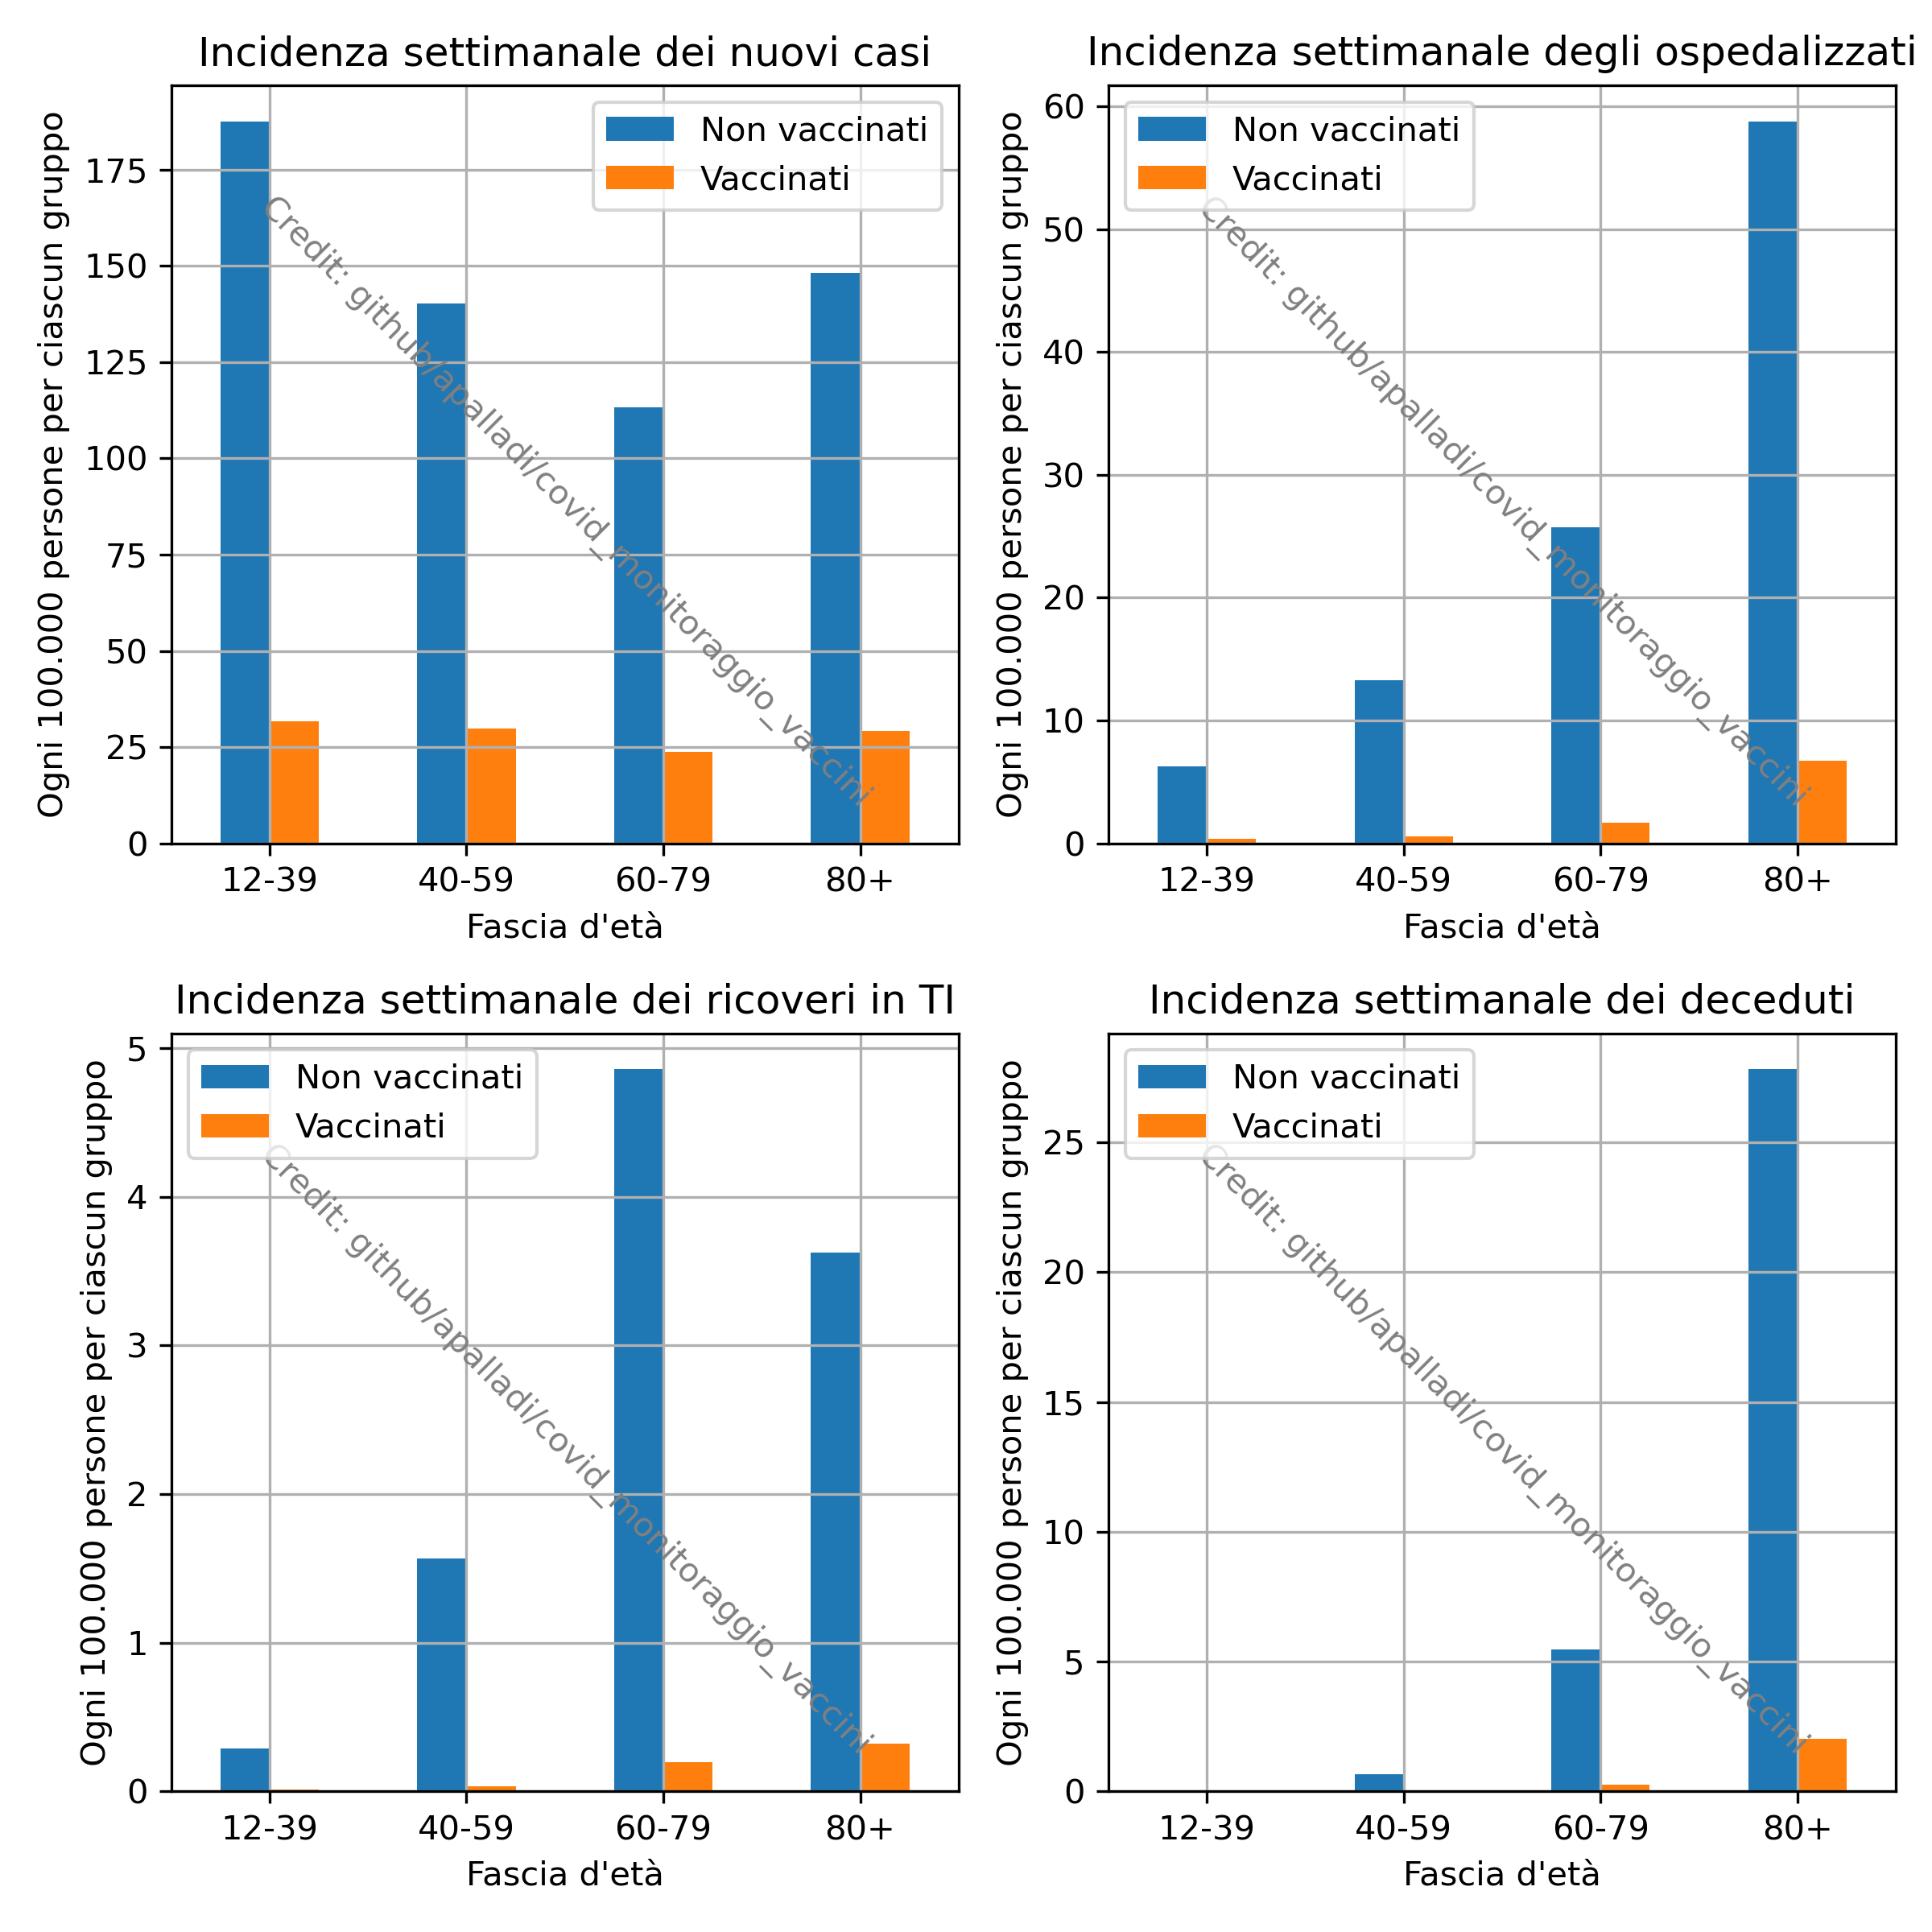 Incidenza settimanale dei nuovi casi
Ogni 100.000 persone per ciascun gruppo
175
150
125
100
75
50
25
0
Non vaccinati
Vaccinati
Credit: github/apalladi/covid_monitoraggio_vaccini
12-39 40-59 60-79 80+
Fascia d'età
Incidenza settimanale degli ospedalizzati
Ogni 100.000 persone per ciascun gruppo
60
50
40
30
20
10
0
Non vaccinati
Vaccinati
Credit: github/apalladi/covid_monitoraggio_vaccini
12-39 40-59 60-79 80+
Fascia d'età
Incidenza settimanale dei ricoveri in TI
Ogni 100.000 persone per ciascun gruppo
5
4
3
2
1
0
Non vaccinati
Vaccinati
Credit: github/apalladi/covid_monitoraggio_vaccini
12-39 40-59 60-79 80+
Fascia d'età
Incidenza settimanale dei deceduti
Ogni 100.000 persone per ciascun gruppo
25
20
15
10
5
0
Non vaccinati
Vaccinati
Credit: github/apalladi/covid_monitoraggio_vaccini
12-39 40-59 60-79 80+
Fascia d'età